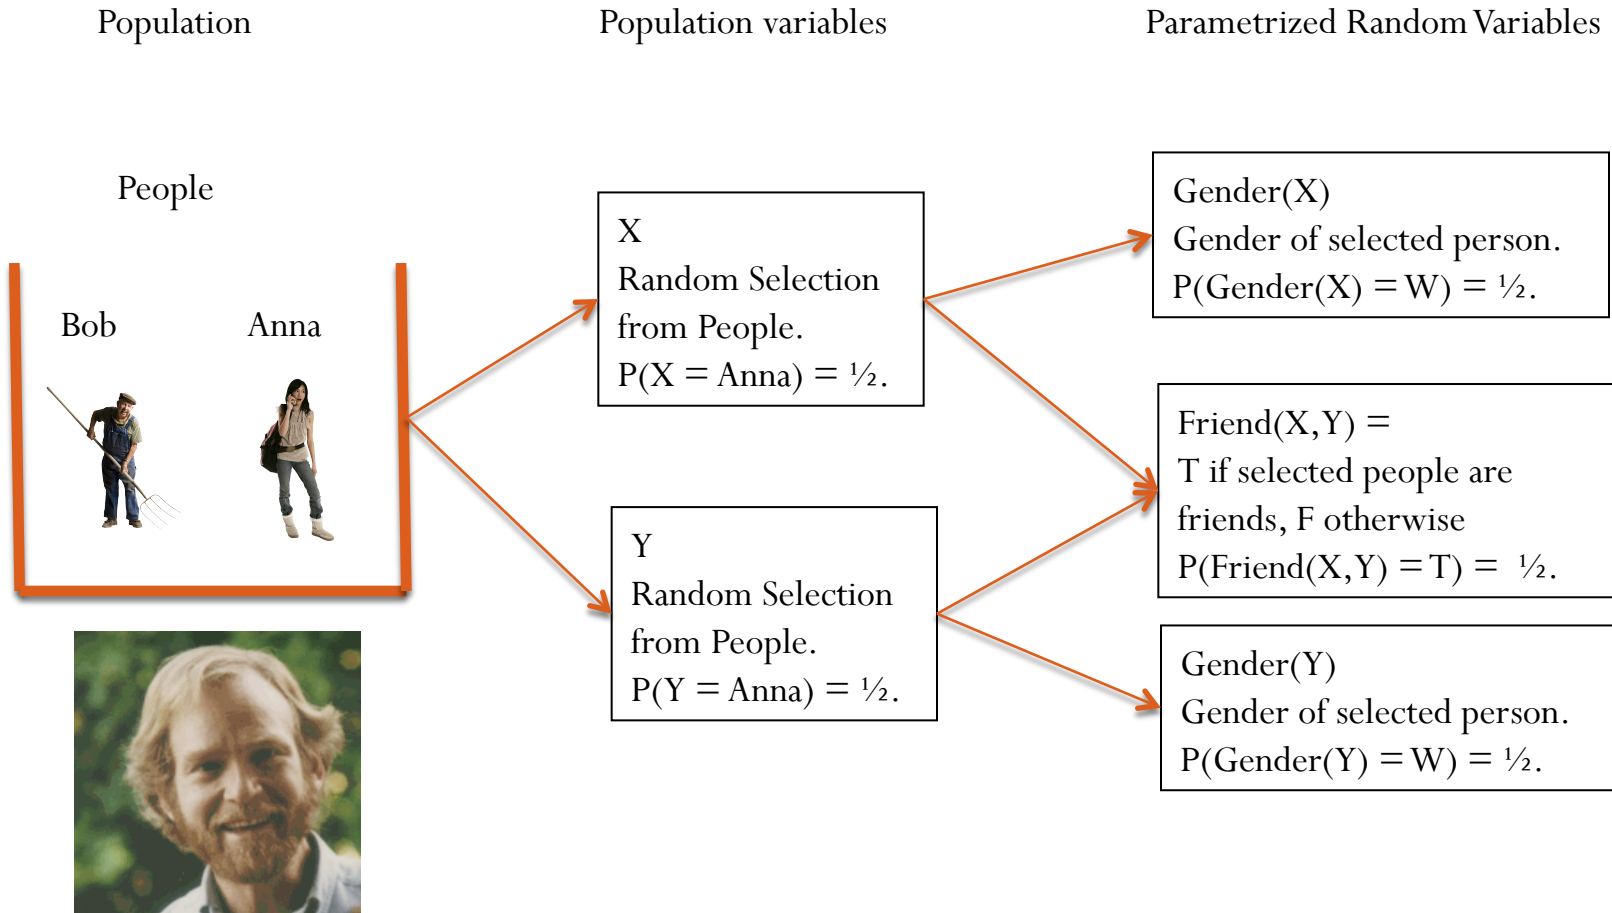 Population
Population variables
Parametrized Random Variables
People
Bob
Anna
X
Random Selection
from People.
P(X = Anna) = ½.
Y
Random Selection
from People.
P(Y = Anna) = ½.
Gender(X)
Gender of selected person.
P(Gender(X) = W) = ½.
Friend(X,Y) =
T if selected people are
friends, F otherwise
P(Friend(X,Y) = T) = ½.
Gender(Y)
Gender of selected person.
P(Gender(Y) = W) = ½.